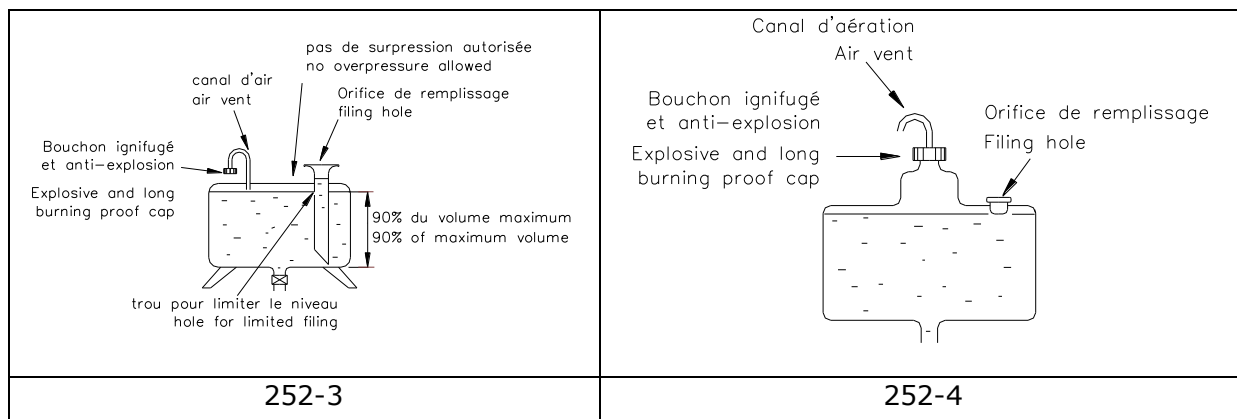 pas de surpression autorisée
no overpressure allowed
canal d'air
air vent
Orifice de remplissage
filing hole
Bouchon ignifugé
et anti-explosion
Explosive and long
burning proof cap
90% du volume maximum
90% of maximum volume
trou pour limiter le niveau
hole for limited filing
252-3
Canal d'aération
Air vent
Bouchon ignifugé
et anti-explosion
Explosive and long
burning proof cap
Orifice de remplissage
Filing hole
252-4